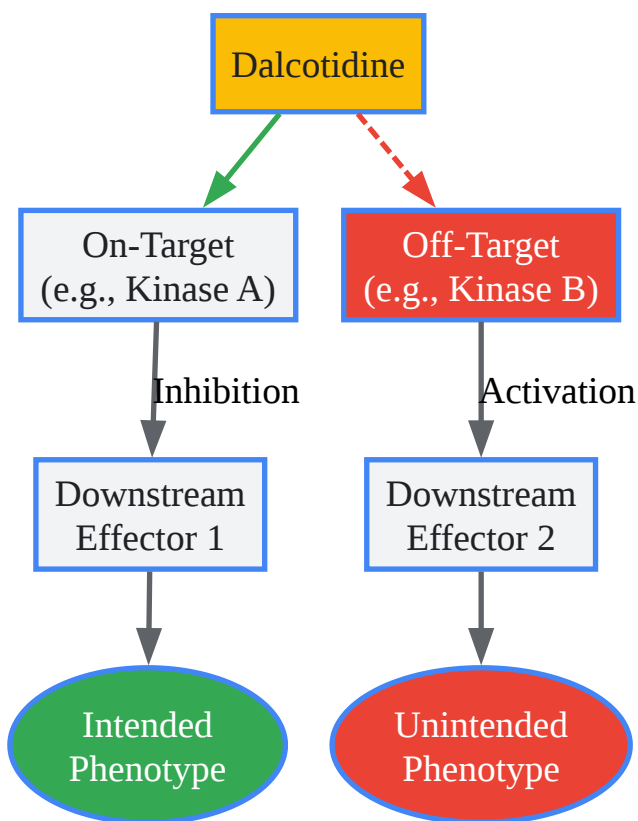 Dalcotidine
On-Target
(e.g., Kinase A)
Off-Target
(e.g., Kinase B)
Inhibition
Activation
Downstream
Effector 1
Downstream
Effector 2
Intended
Phenotype
Unintended
Phenotype